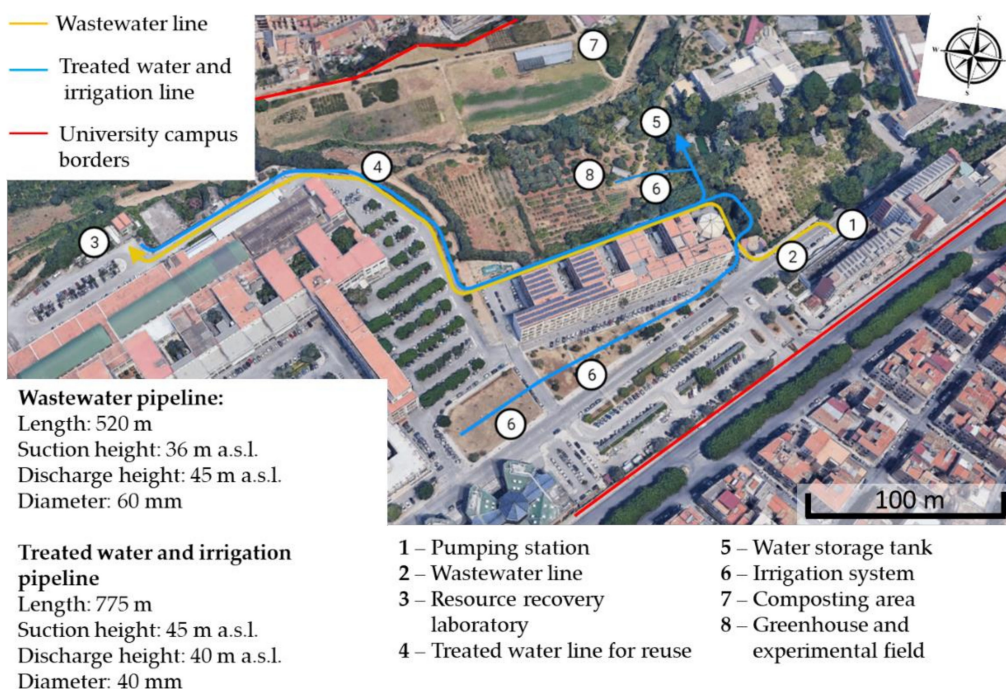 Wastewater line
Treated water and
irrigation line
University campus
borders
N
W
S
7
5
4
8
6
3
1
2
6
6
100 m
Wastewater pipeline:
Length: 520 m
Suction height: 36 m a.s.l.
Discharge height: 45 m a.s.l.
Diameter: 60 mm
Treated water and irrigation
pipeline
Length: 775 m
Suction height: 45 m a.s.l.
Discharge height: 40 m a.s.l.
Diameter: 40 mm
1 – Pumping station
2 – Wastewater line
3 – Resource recovery
laboratory
4 – Treated water line for reuse
5 – Water storage tank
6 – Irrigation system
7 – Composting area
8 – Greenhouse and
experimental field